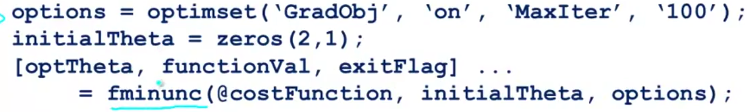 options = optimset(‘GradObj’, ‘on’, ‘MaxIter’, ‘100’);
initialTheta = zeros(2,1);
[optTheta, functionVal, exitFlag] ...
= fminunc(@costFunction, initialTheta, options);